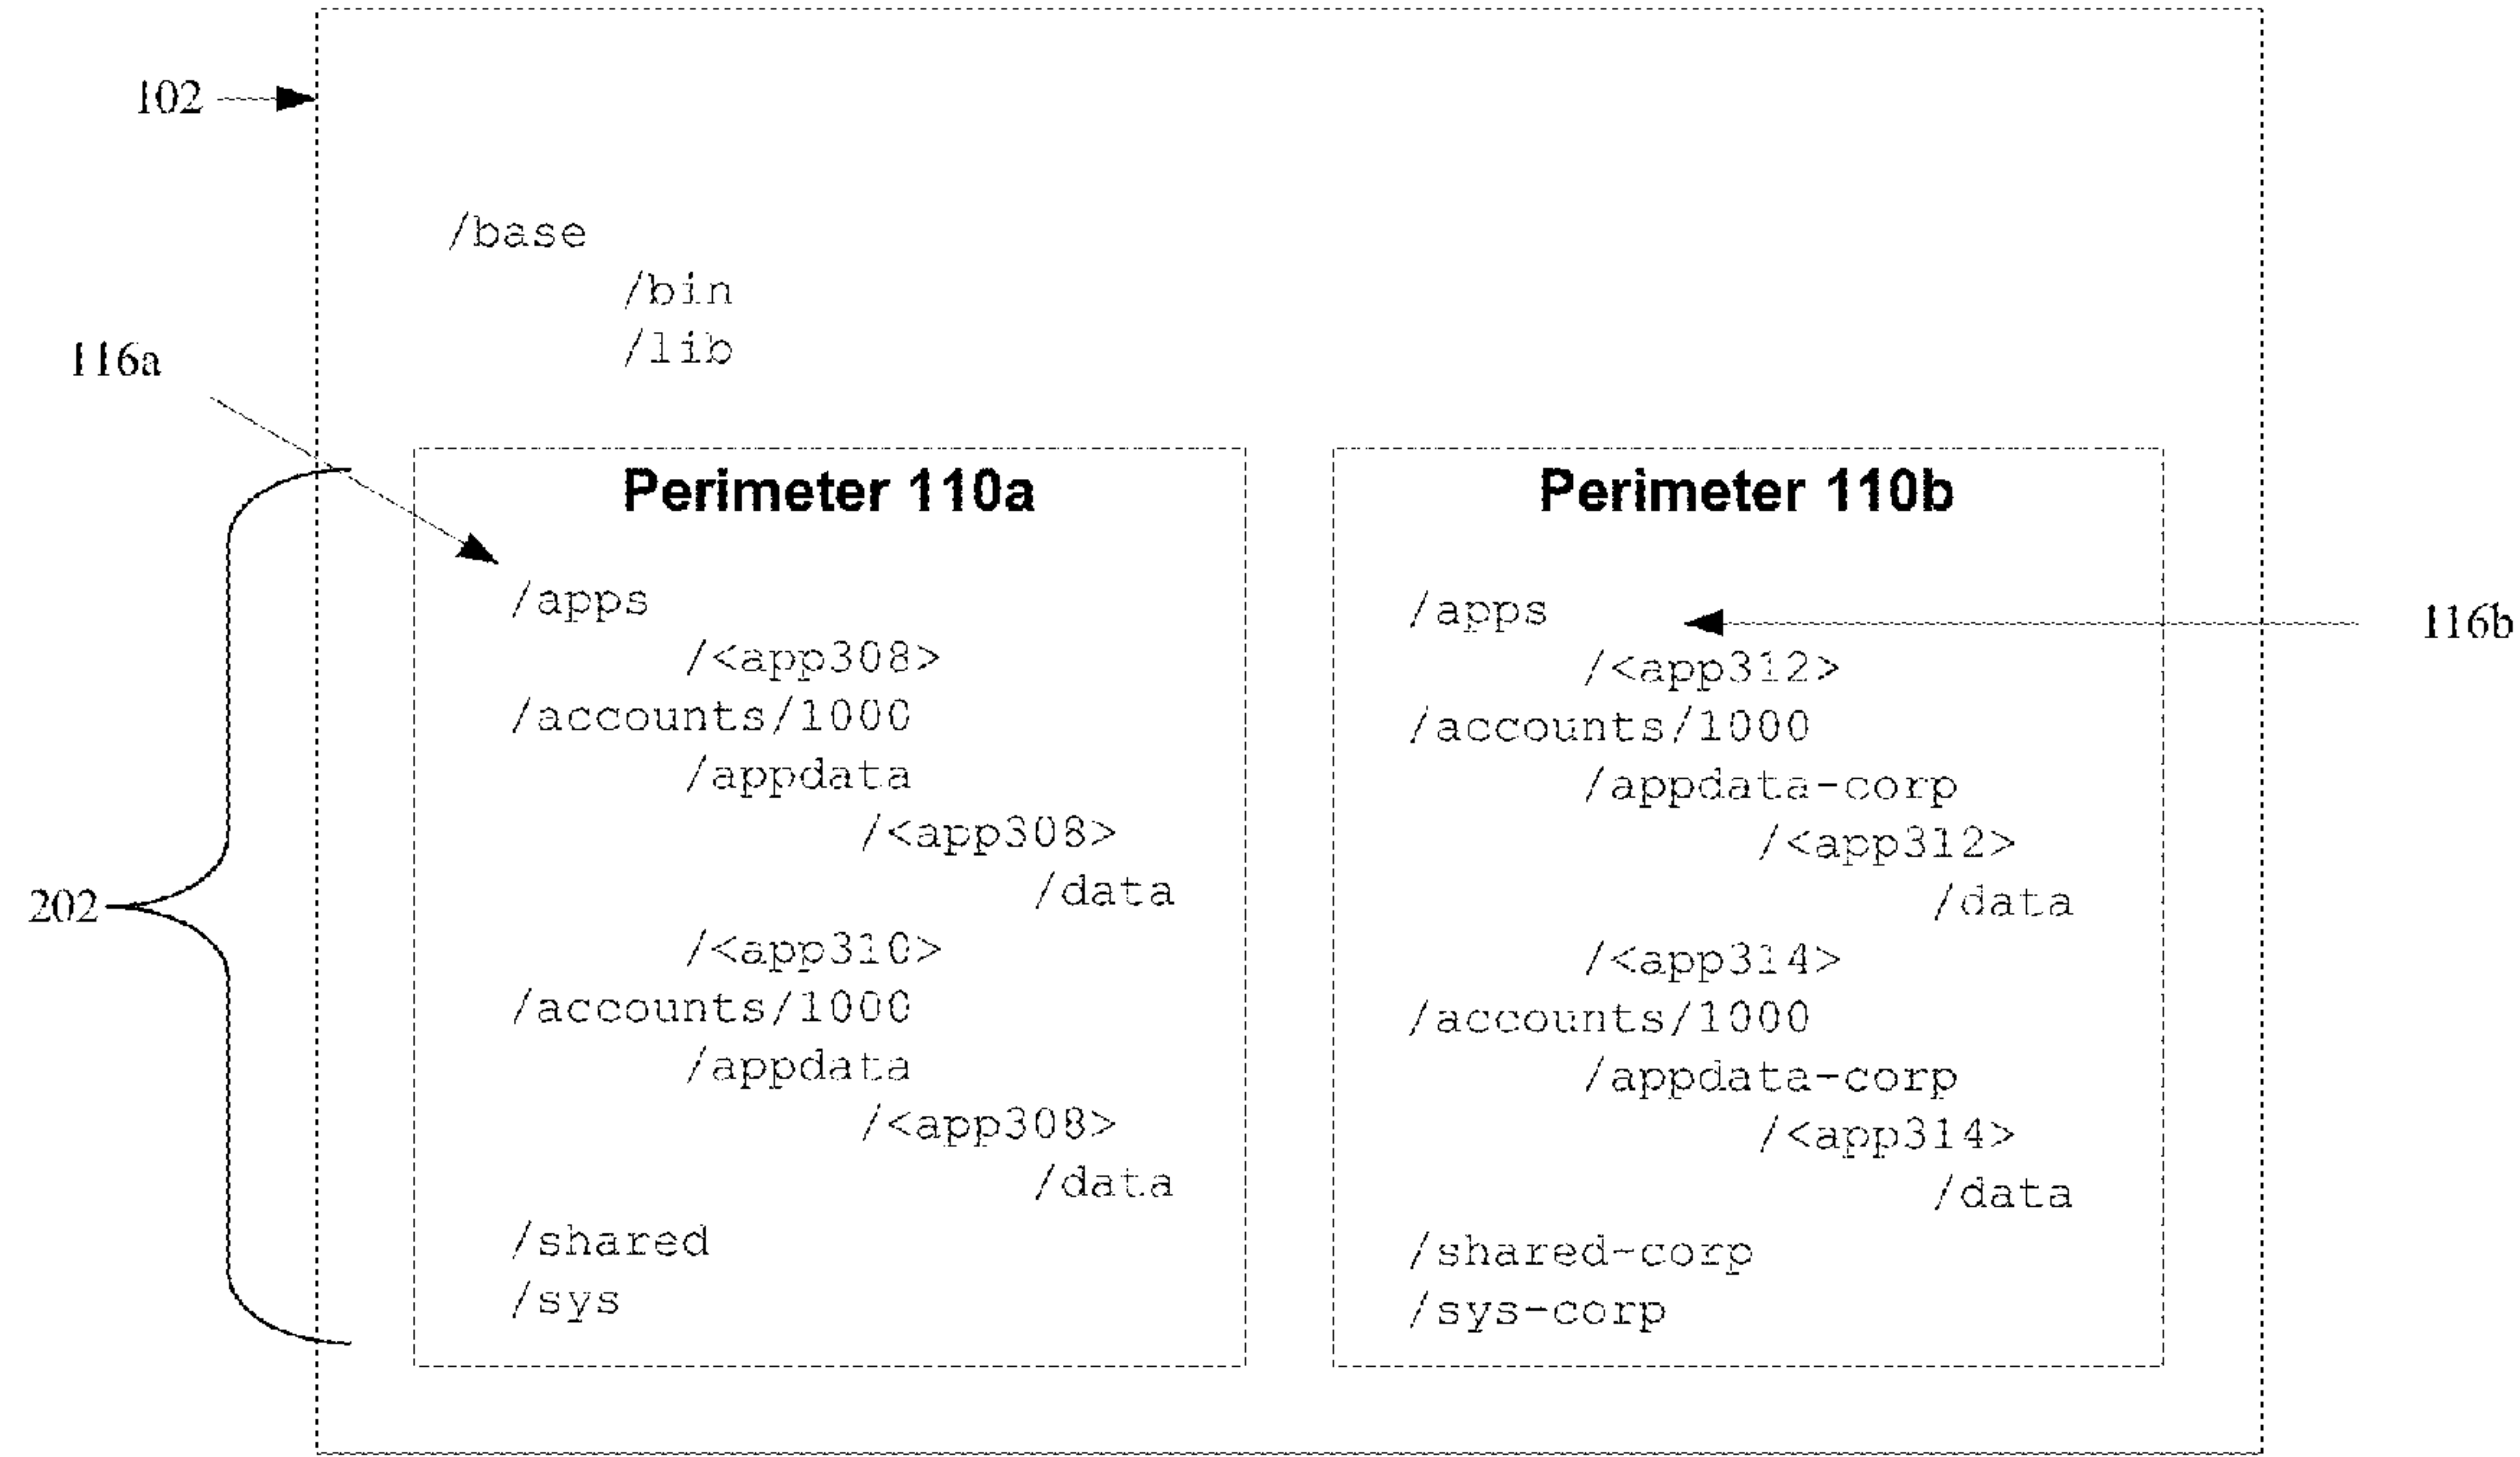 102
/base
/bin
/lib
116a
202
Perimeter 110a
/apps
/<app308>
/accounts/1000
/appdata
/<app308>
/data
/<app310>
/accounts/1000
/appdata
/<app308>
/data
/shared
/sys
Perimeter 110b
/apps
/<app312>
/accounts/1000
/appdata-corp
/<app312>
/data
/<app314>
/accounts/1000
/appdata-corp
/<app314>
/data
/shared-corp
/sys-corp
116b